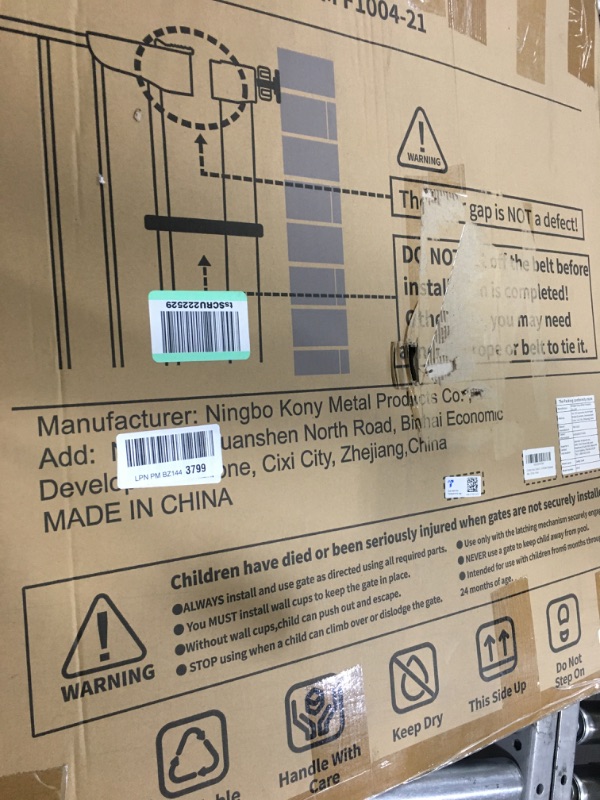 F1004-21
WARNING
The gap is NOT a defect!
DO NOT off the belt before
install n is completed!
you may need
ope or belt to tie it.
tsSCRU222529
Manufacturer: Ningbo Kony Metal Products Co.,
Add: uanshen North Road, Binhai Economic
Develop one, Cixi City, Zhejiang,China
MADE IN CHINA
LPN PM BZ144 3799
Children have died or been seriously injured when gates are not securely installe
●ALWAYS install and use gate as directed using all required parts.
● You MUST install wall cups to keep the gate in place.
●Without wall cups,child can push out and escape.
● STOP using when a child can climb over or dislodge the gate.
● Use only with the latching mechanism securely engag
● NEVER use a gate to keep child away from pool.
● Intended for use with children from6 months throu
24 months of age.
WARNING
Handle With
Care
Keep Dry
This Side Up
Do Not
Step On